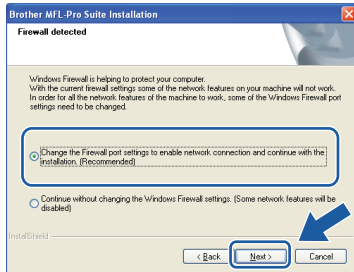 Brother MFL-Pro Suite Installation
Firewall detected
Windows Firewall is helping to protect your computer.
With the current firewall settings some of the network features on your machine will not work.
In order for all the network features of the machine to work, some of the Windows Firewall port
settings need to be changed.
Change the Firewall port settings to enable network connection and continue with the
installation. (Recommended)
Continue without changing the Windows Firewall settings. (Some network features will be
disabled)
InstallShield
< Back
Next >
Cancel